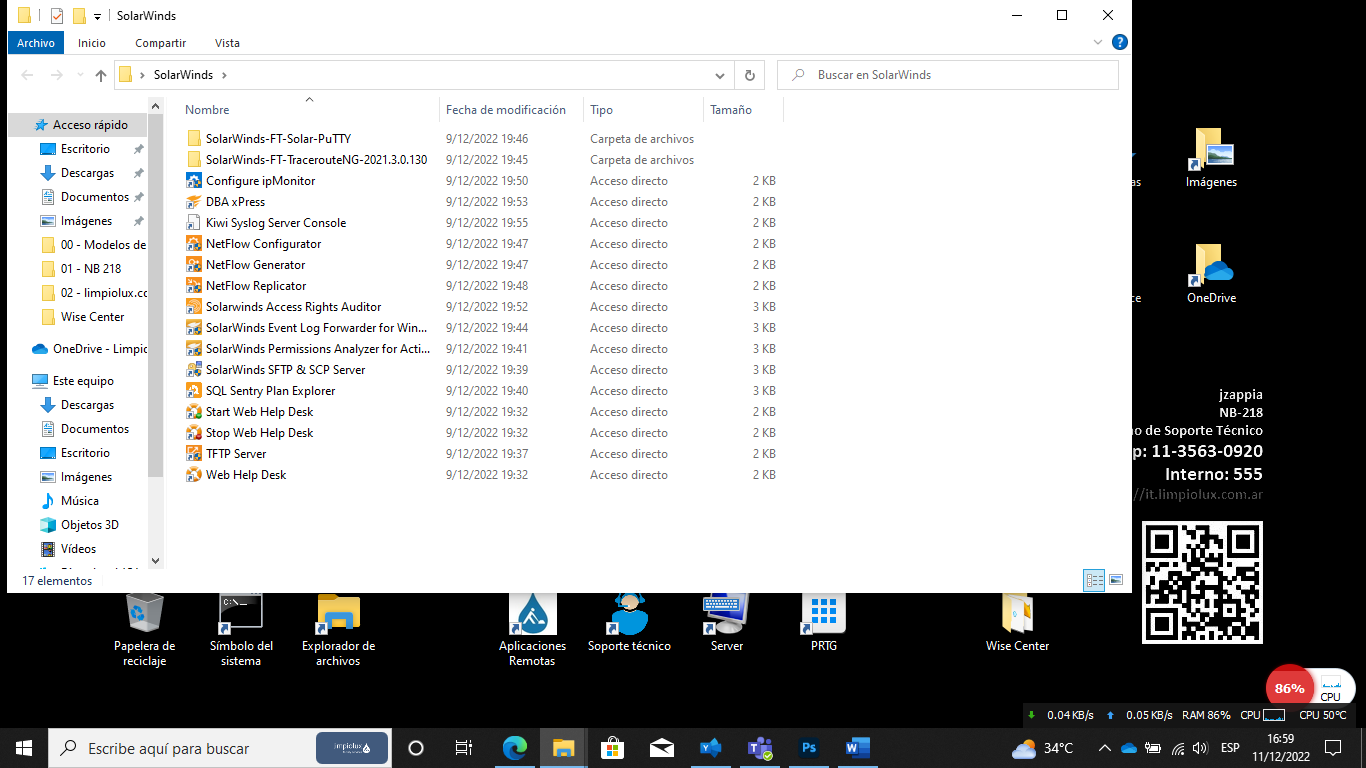 SolarWinds
Archivo Inicio Compartir Vista
SolarWinds
Buscar en SolarWinds
Nombre Fecha de modificación Tipo Tamaño
Acceso rápido
Escritorio
Descargas
Documentos
Imágenes
00 - Modelos de
01 - NB 218
02 - limpiolux.cc
Wise Center
OneDrive - Limpic
Este equipo
Descargas
Documentos
Escritorio
Imágenes
Música
Objetos 3D
Vídeos
SolarWinds-FT-Solar-PuTTY 9/12/2022 19:46 Carpeta de archivos
SolarWinds-FT-TracerouteNG-2021.3.0.130 9/12/2022 19:45 Carpeta de archivos
Configure ipMonitor 9/12/2022 19:50 Acceso directo 2 KB
DBA xPress 9/12/2022 19:53 Acceso directo 2 KB
Kiwi Syslog Server Console 9/12/2022 19:55 Acceso directo 2 KB
NetFlow Configurator 9/12/2022 19:47 Acceso directo 2 KB
NetFlow Generator 9/12/2022 19:47 Acceso directo 2 KB
NetFlow Replicator 9/12/2022 19:48 Acceso directo 2 KB
Solarwinds Access Rights Auditor 9/12/2022 19:52 Acceso directo 3 KB
SolarWinds Event Log Forwarder for Win... 9/12/2022 19:44 Acceso directo 3 KB
SolarWinds Permissions Analyzer for Acti... 9/12/2022 19:41 Acceso directo 3 KB
SolarWinds SFTP & SCP Server 9/12/2022 19:39 Acceso directo 3 KB
SQL Sentry Plan Explorer 9/12/2022 19:40 Acceso directo 3 KB
Start Web Help Desk 9/12/2022 19:32 Acceso directo 2 KB
Stop Web Help Desk 9/12/2022 19:32 Acceso directo 2 KB
TFTP Server 9/12/2022 19:37 Acceso directo 2 KB
Web Help Desk 9/12/2022 19:32 Acceso directo 2 KB
17 elementos
as
Imágenes
ce
OneDrive
jzappia
NB-218
o de Soporte Técnico
p: 11-3563-0920
Interno: 555
//it.limpiolux.com.ar
Papelera de
reciclaje
Símbolo del
sistema
Explorador de
archivos
Aplicaciones
Remotas
Soporte técnico
Server
PRTG
Wise Center
86%
CPU
0.04 KB/s 0.05 KB/s RAM 86% CPU CPU 50°C
Escribe aquí para buscar
limpiolux
34°C
ESP
16:59
11/12/2022